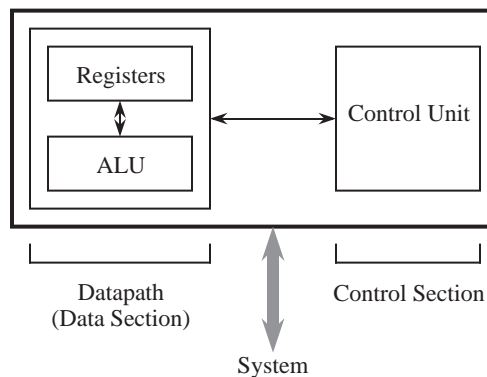 Registers
ALU
Control Unit
Datapath
(Data Section)
Control Section
System